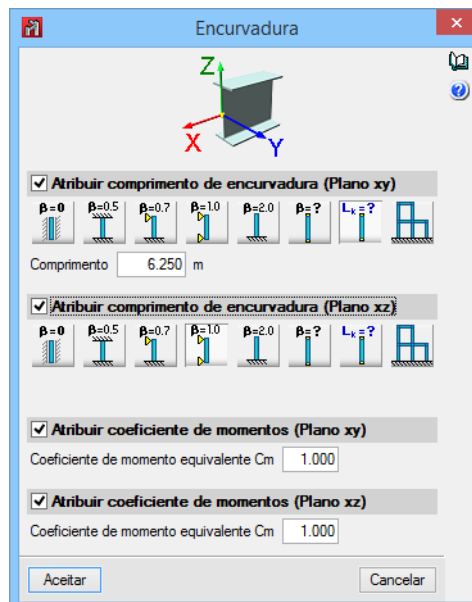 Encurvadura
Z
X
Y
Atribuir comprimento de encurvadura (Plano xy)
β=0 β=0.5 β=0.7 β=1.0 β=2.0 β=? Lk=?
Comprimento 6.250 m
Atribuir comprimento de encurvadura (Plano xz)
β=0 β=0.5 β=0.7 β=1.0 β=2.0 β=? Lk=?
Atribuir coeficiente de momentos (Plano xy)
Coeficiente de momento equivalente Cm 1.000
Atribuir coeficiente de momentos (Plano xz)
Coeficiente de momento equivalente Cm 1.000
Aceitar Cancelar